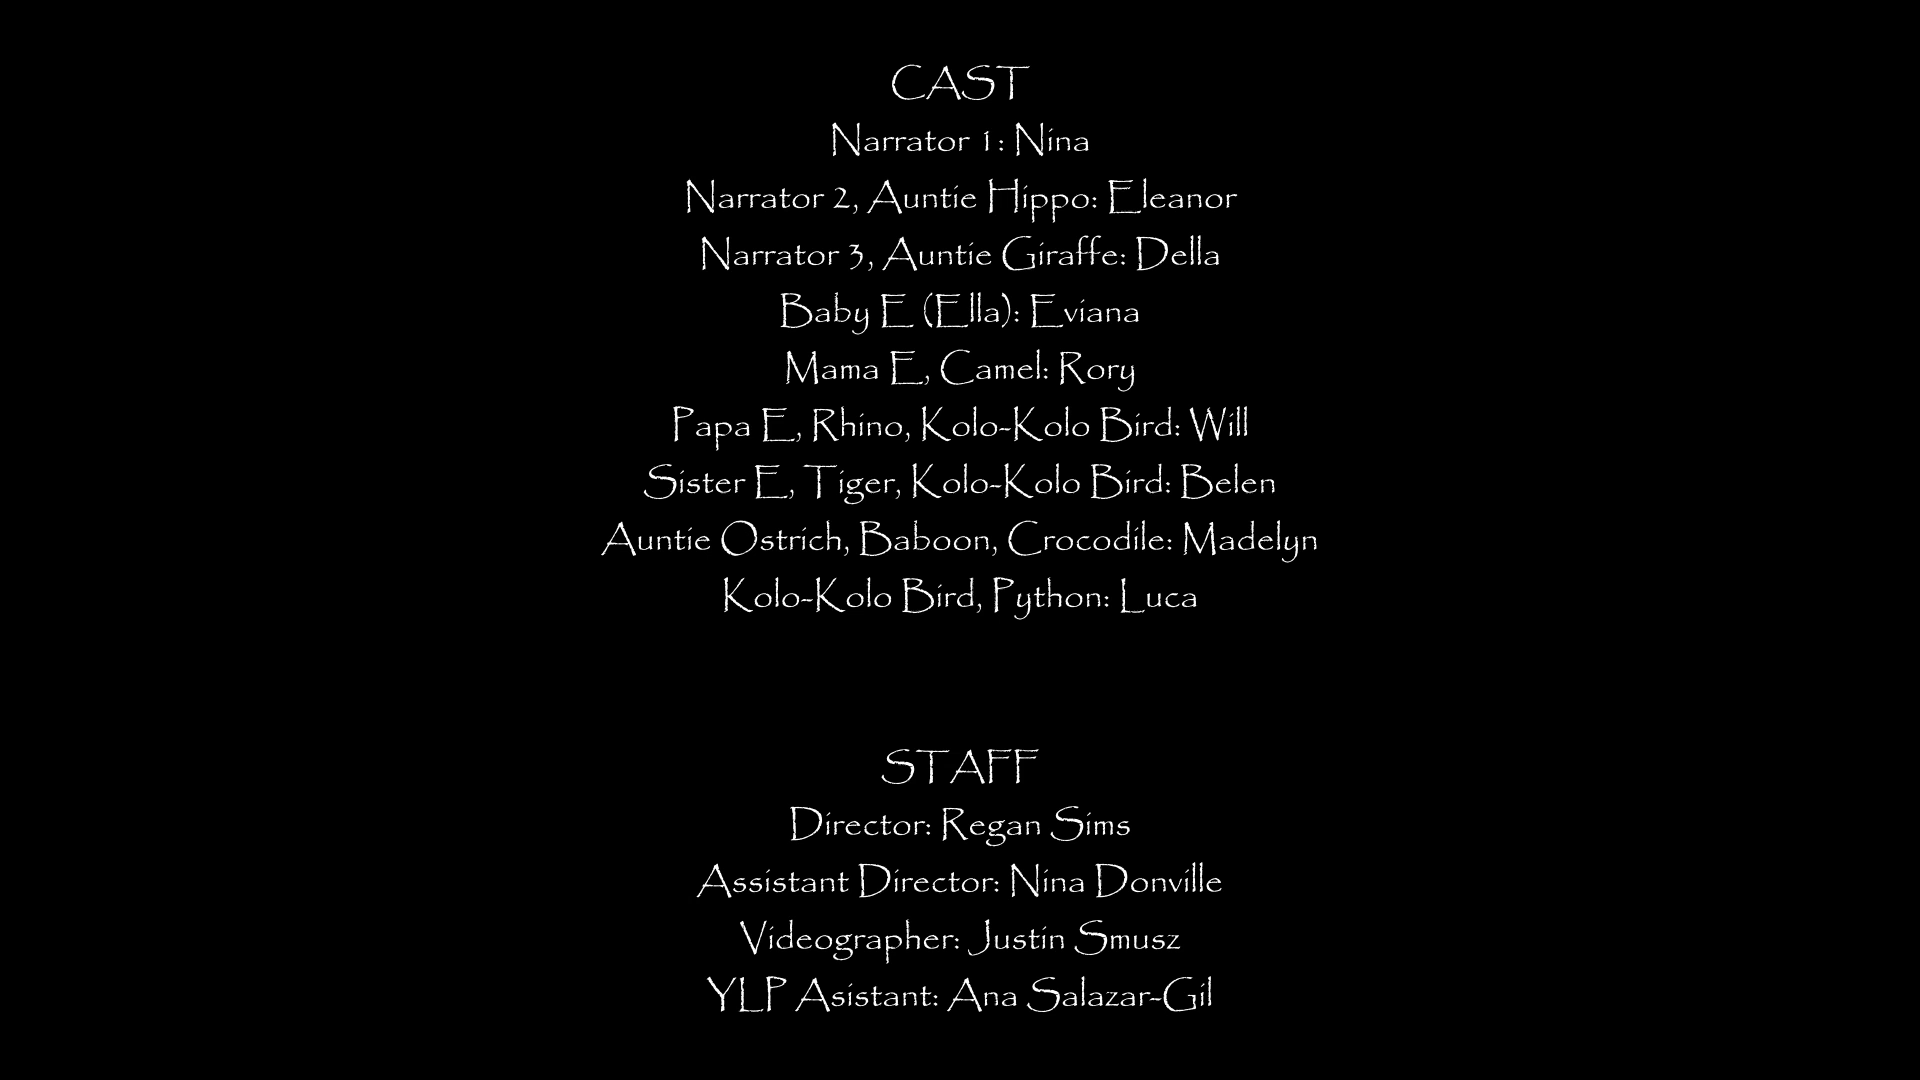 CAST
Narrator 1: Nina
Narrator 2, Auntie Hippo: Eleanor
Narrator 3, Auntie Giraffe: Della
Baby E (Ella): Eviana
Mama E, Camel: Rory
Papa E, Rhino, Kolo-Kolo Bird: Will
Sister E, Tiger, Kolo-Kolo Bird: Belen
Auntie Ostrich, Baboon, Crocodile: Madelyn
Kolo-Kolo Bird, Python: Luca
STAFF
Director: Regan Sims
Assistant Director: Nina Donville
Videographer: Justin Smusz
YLP Asistant: Ana Salazar-Gil